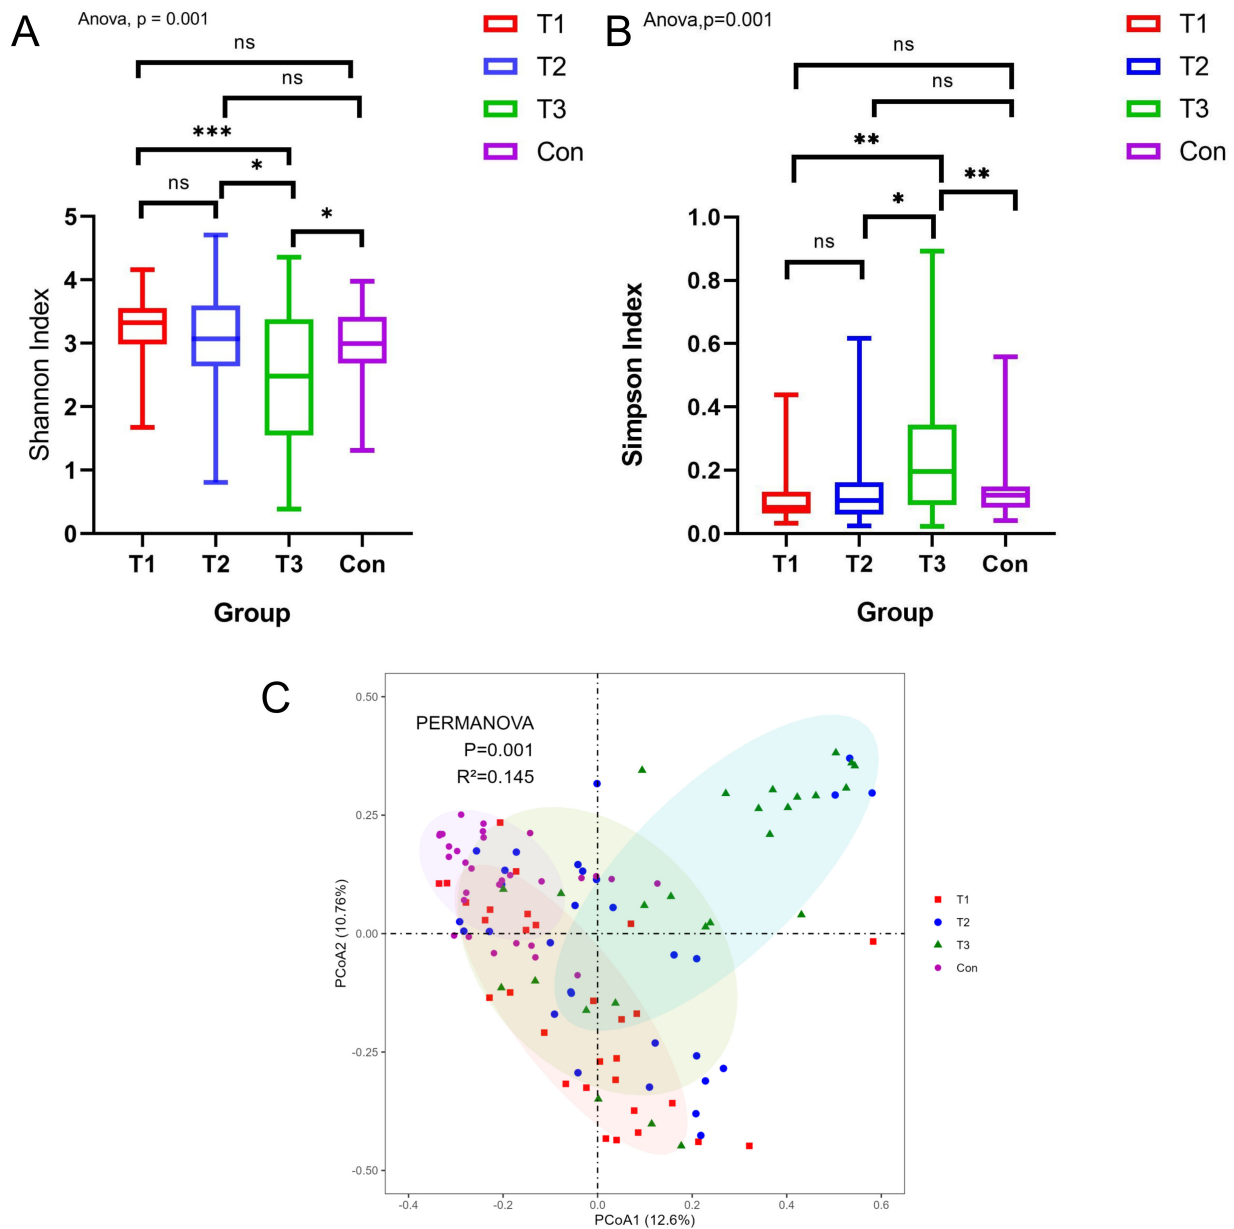 A
Anova, p = 0.001
ns
ns
***
*
ns
*
T1
T2
T3
Con
Shannon Index
5
4
3
2
1
0
T1 T2 T3 Con
Group
B
Anova,p=0.001
ns
ns
**
**
*
ns
T1
T2
T3
Con
Simpson Index
1.0
0.8
0.6
0.4
0.2
0.0
T1 T2 T3 Con
Group
C
PERMANOVA
P=0.001
R²=0.145
PCoA2 (10.76%)
0.50
0.25
0.00
-0.25
-0.50
-0.4 -0.2 0.0 0.2 0.4 0.6
PCoA1 (12.6%)
T1
T2
T3
Con